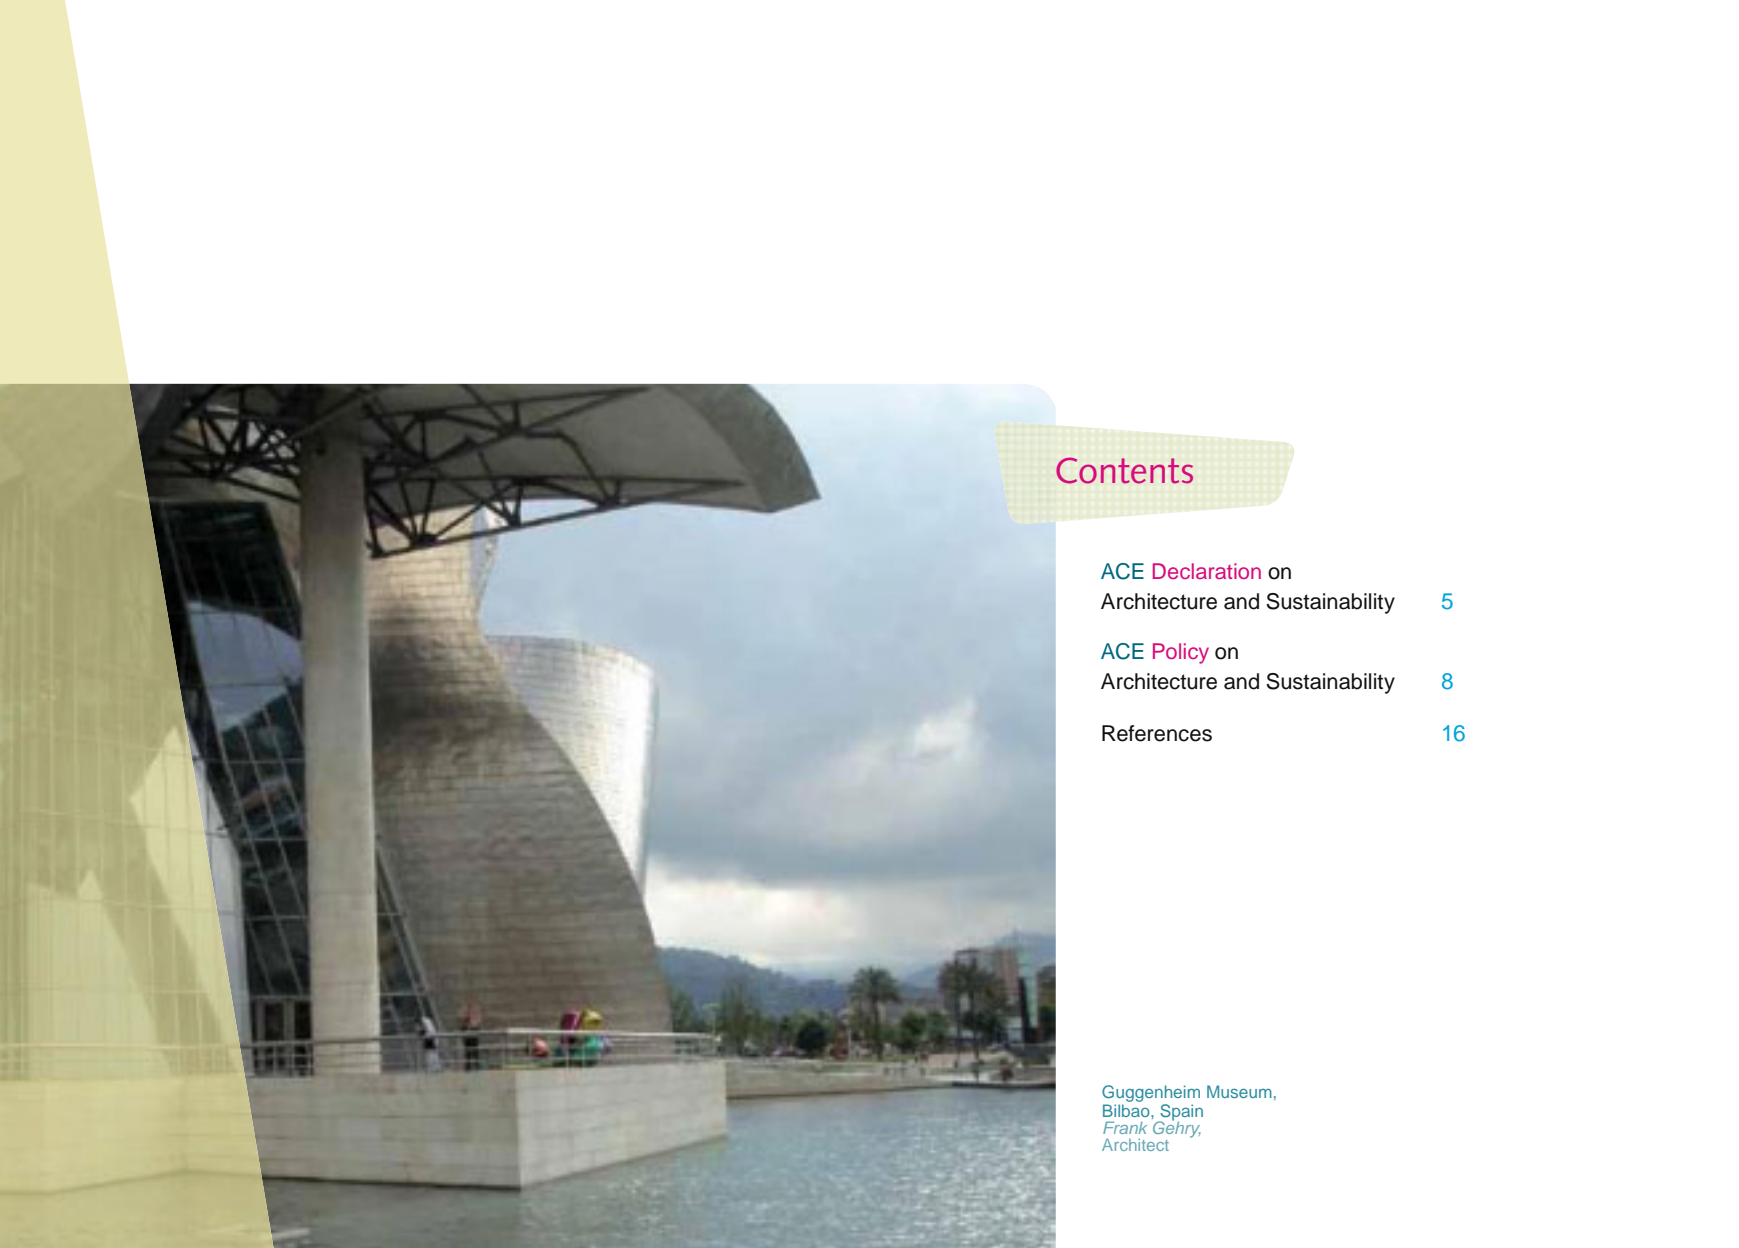 Contents
ACE Declaration on
Architecture and Sustainability 5
ACE Policy on
Architecture and Sustainability 8
References 16
Guggenheim Museum,
Bilbao, Spain
Frank Gehry,
Architect